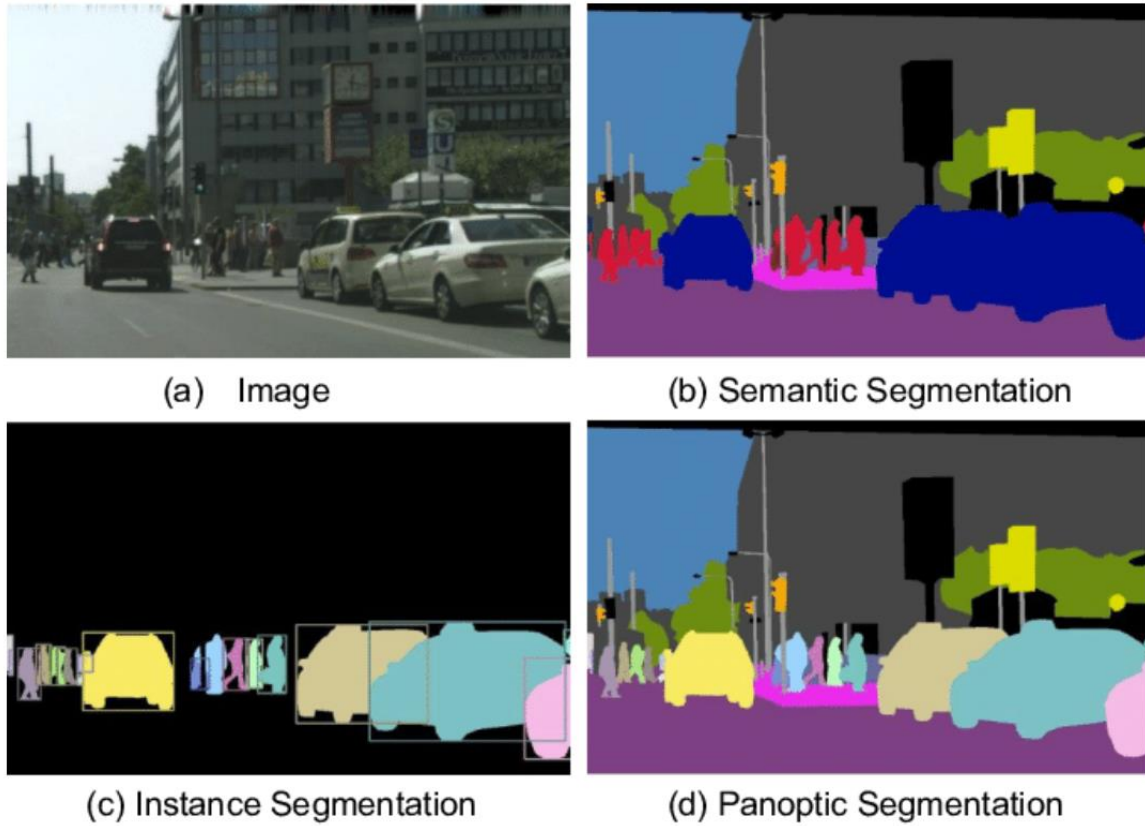 S
U
(a) Image
(b) Semantic Segmentation
(c) Instance Segmentation
(d) Panoptic Segmentation